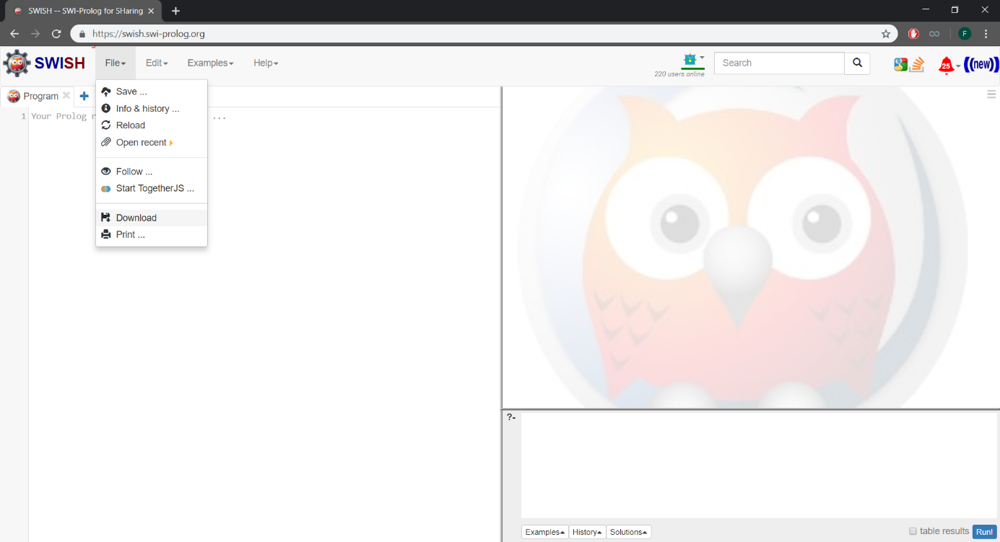 SWISH -- SWI-Prolog for SHaring
https://swish.swi-prolog.org
F
SWISH
File
Edit
Examples
Help
220 users online
Search
25
((new))
Program
1
Your Prolog r
...
Save ...
Info & history ...
Reload
Open recent
Follow ...
Start TogetherJS ...
Download
Print ...
?-
Examples
History
Solutions
table results
Run!